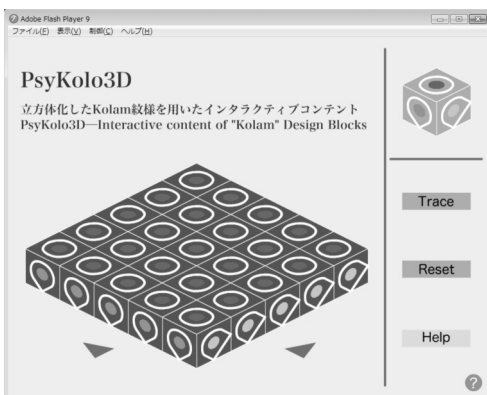 Adobe Flash Player 9
ファイル(F) 表示(V) 制御(C) ヘルプ(H)
PsyKolo3D
立方体化したKolam紋様を用いたインタラクティブコンテント
PsyKolo3D—Interactive content of "Kolam" Design Blocks
Trace
Reset
Help
?